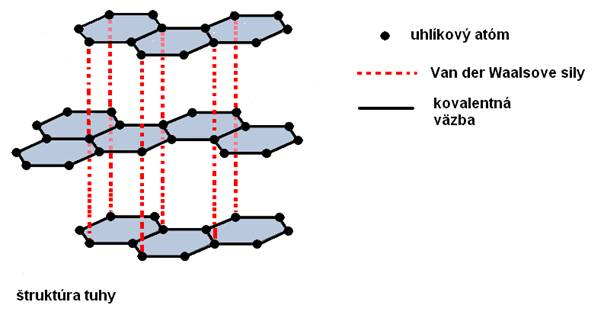 uhlíkový atóm
Van der Waalsove sily
kovalentná
väzba
štruktúra tuhy